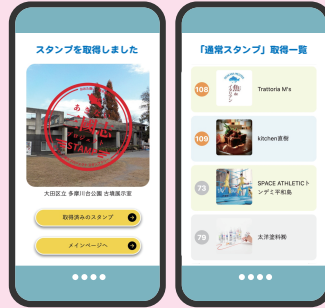 スタンプを取得しました
STAMP
大田区立 多摩川台公園 古墳展示室
取得済みのスタンプ
メインページへ
「通常スタンプ」取得一覧
108
Trattoria M's
109
kitchen直樹
73
SPACE ATHLETICト
ンデミ平和島
79
太洋塗料㈱